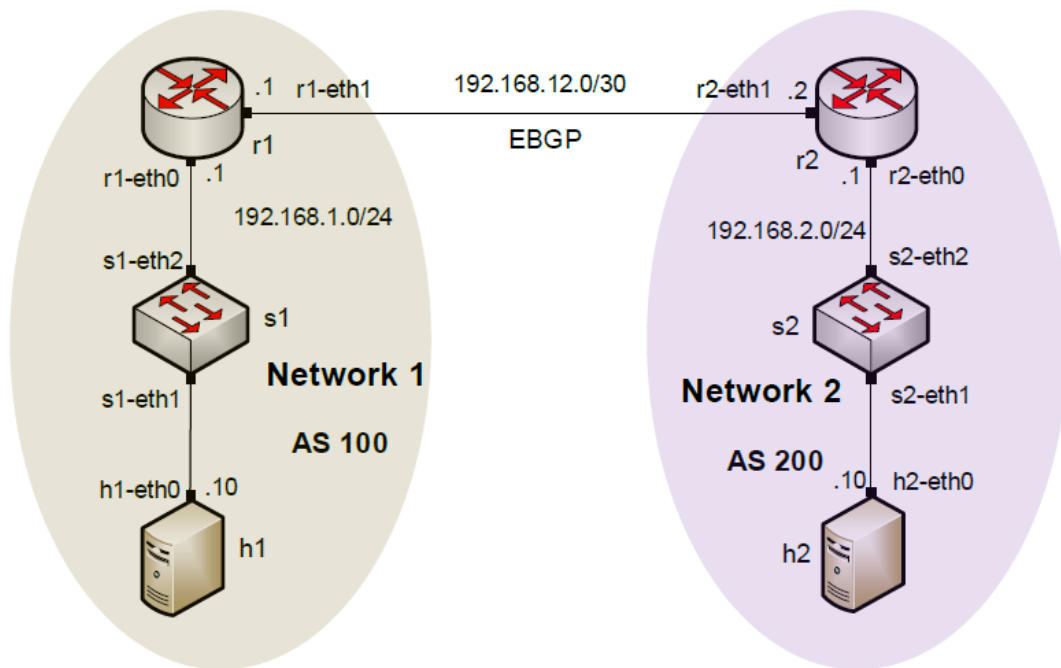 .1
r1-eth1
192.168.12.0/30
r2-eth1
.2
EBGP
r1
r2
r1-eth0
.1
.1
r2-eth0
192.168.1.0/24
192.168.2.0/24
s1-eth2
s2-eth2
s1
s2
Network 1
Network 2
s1-eth1
s2-eth1
AS 100
AS 200
h1-eth0
.10
.10
h2-eth0
h1
h2